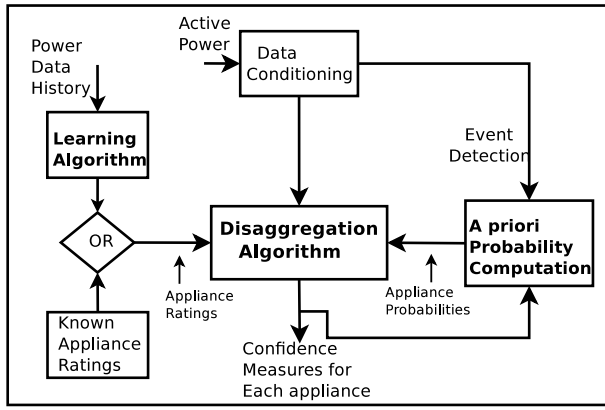 Power
Data
History
Active
Power
Data
Conditioning
Learning
Algorithm
Event
Detection
OR
Disaggregation
Algorithm
A priori
Probability
Computation
Appliance
Ratings
Appliance
Probabilities
Known
Appliance
Ratings
Confidence
Measures for
Each appliance